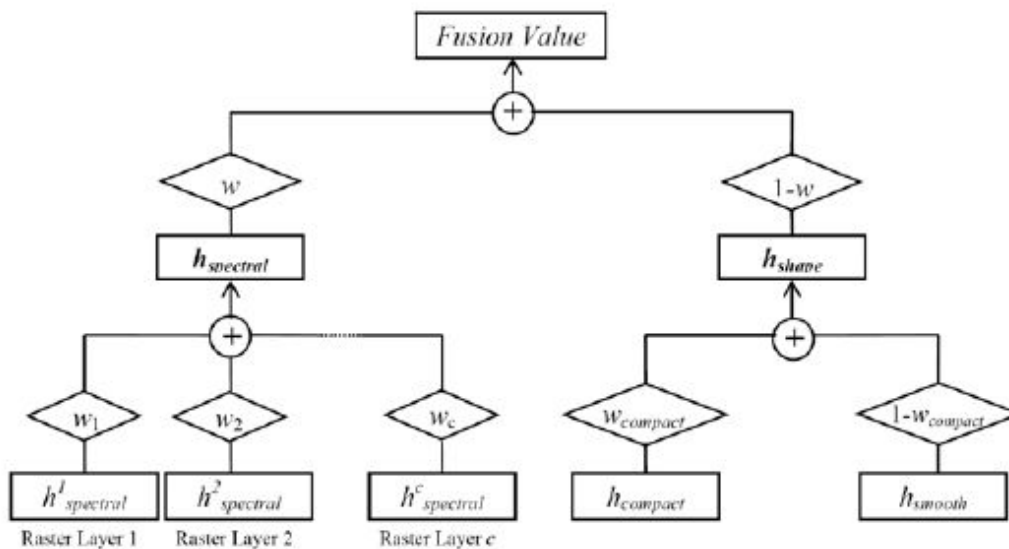 Fusion Value
+
w
1-w
h_spectral
h_shape
+
+
w_1
w_2
w_c
w_compact
1-w_compact
h^1_spectral
h^2_spectral
h^c_spectral
h_compact
h_smooth
Raster Layer 1
Raster Layer 2
Raster Layer c